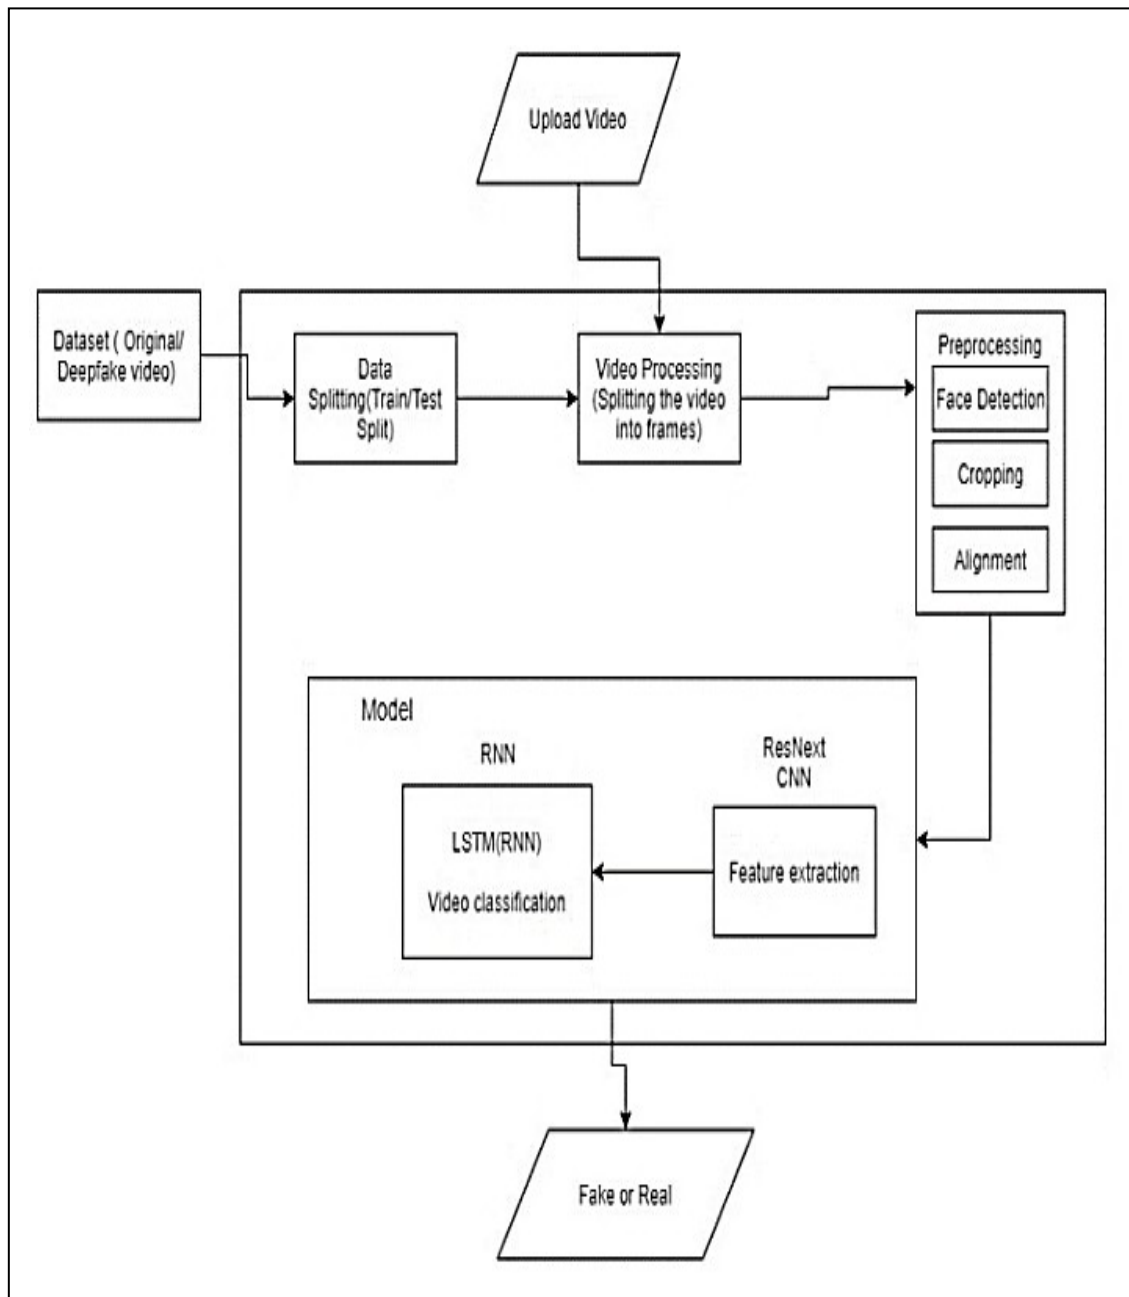 Upload Video
Dataset ( Original/
Deepfake video)
Data
Splitting(Train/Test
Split)
Video Processing
(Splitting the video
into frames)
Preprocessing
Face Detection
Cropping
Alignment
Model
RNN
LSTM(RNN)
Video classification
ResNext
CNN
Feature extraction
Fake or Real